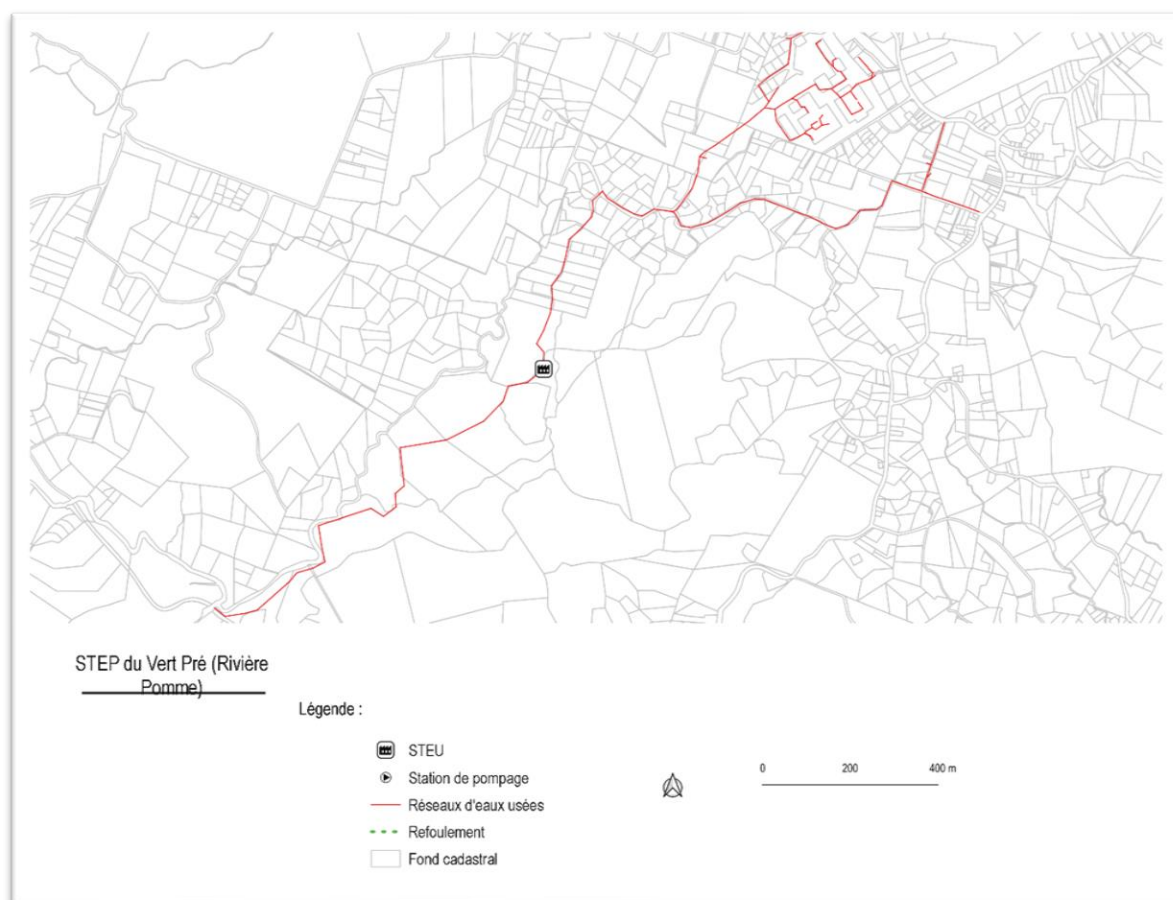 STEP du Vert Pré (Rivière
Pomme)
Légende :
STEU
Station de pompage
Réseaux d'eaux usées
Refoulement
Fond cadastral
0 200 400 m